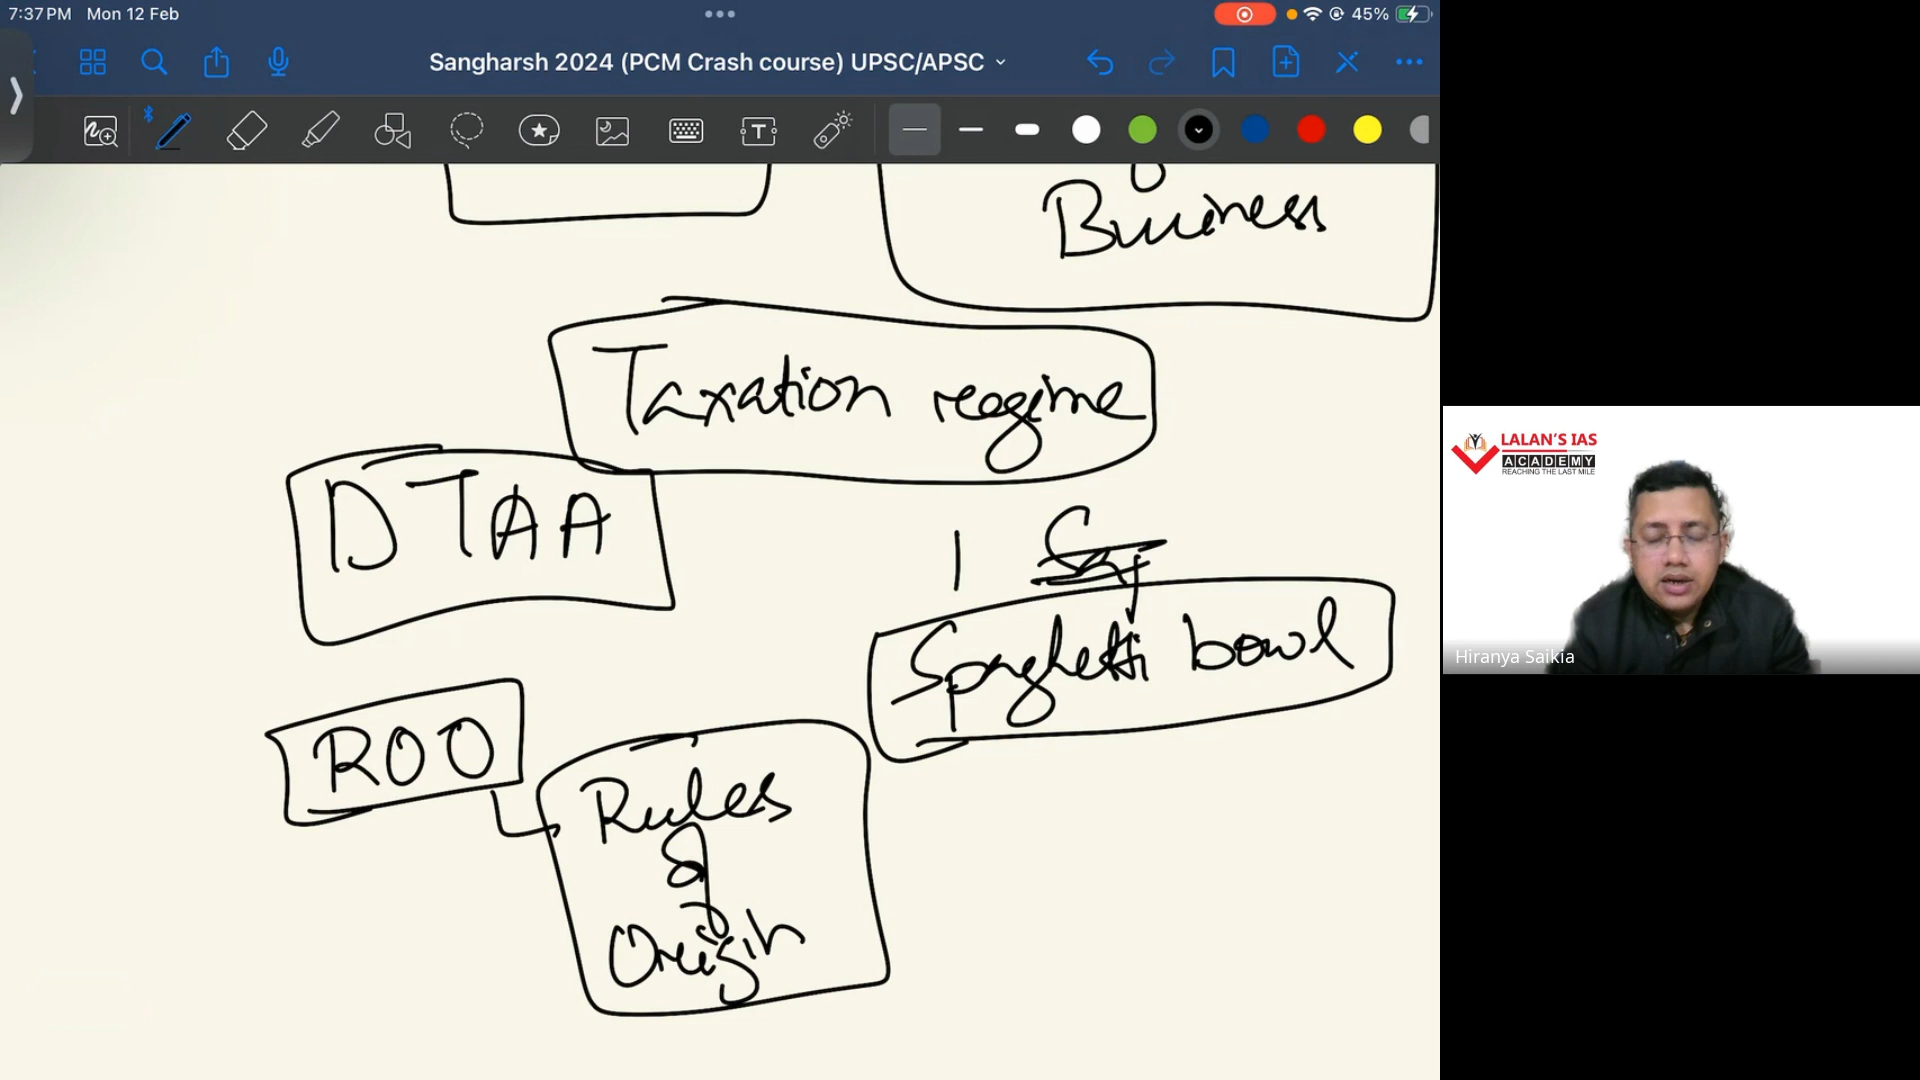 7:37 PM Mon 12 Feb
45%
Sangharsh 2024 (PCM Crash course) UPSC/APSC
T
Business
Taxation regime
DTAA
Spaghetti bowl
ROO
Rules
of
Origin
LALAN'S IAS
ACADEMY
REACHING THE LAST MILE
Hiranya Saikia